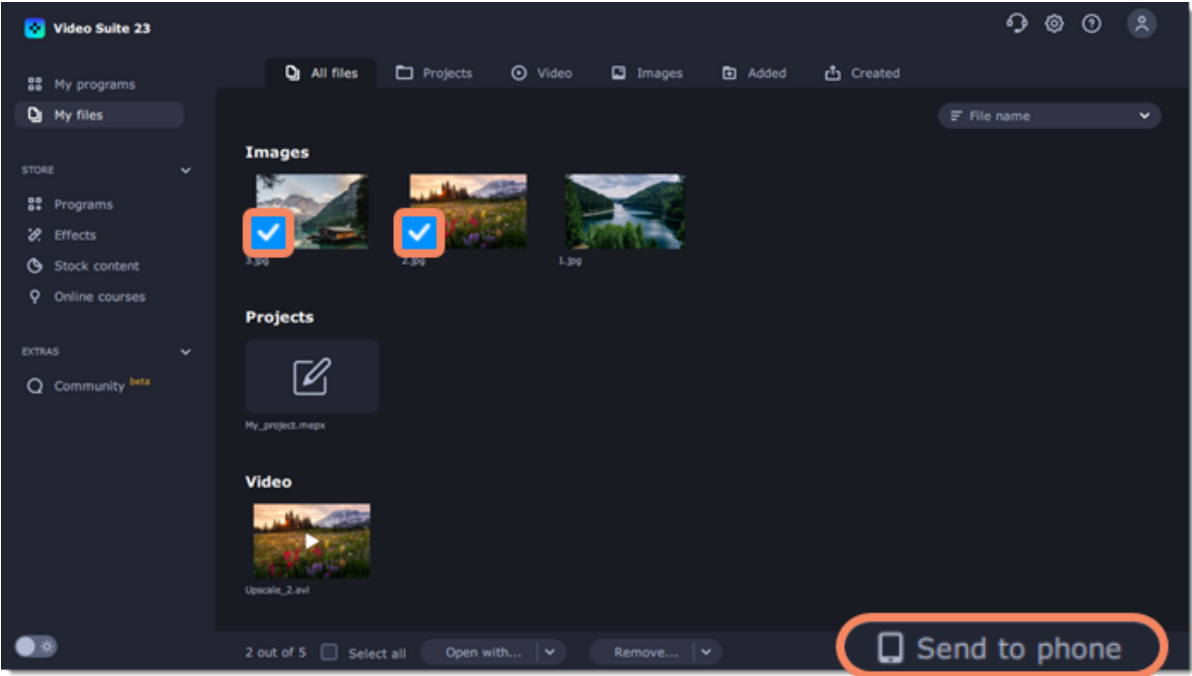 Video Suite 23
My programs
My files
STORE
Programs
Effects
Stock content
Online courses
EXTRAS
Community beta
All files Projects Video Images Added Created
File name
Images
3.jpg 2.jpg 1.jpg
Projects
My_project.mepx
Video
Upscale_2.avi
2 out of 5 Select all Open with... Remove... Send to phone